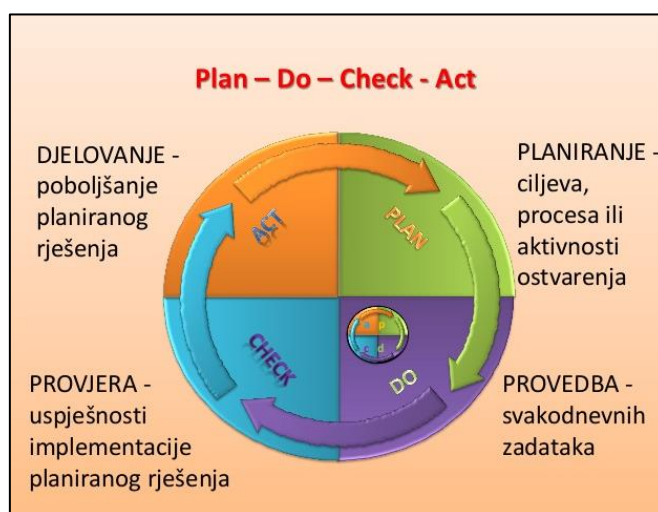 Plan – Do – Check - Act
DJELOVANJE -
poboljšanje
planiranog
rješenja
PLANIRANJE -
ciljeva,
procesa ili
aktivnosti
ostvarenja
ACT
PLAN
CHECK
DO
a p
c d
PROVJERA -
uspješnosti
implementacije
planiranog rješenja
PROVEDBA -
svakodnevnih
zadataka